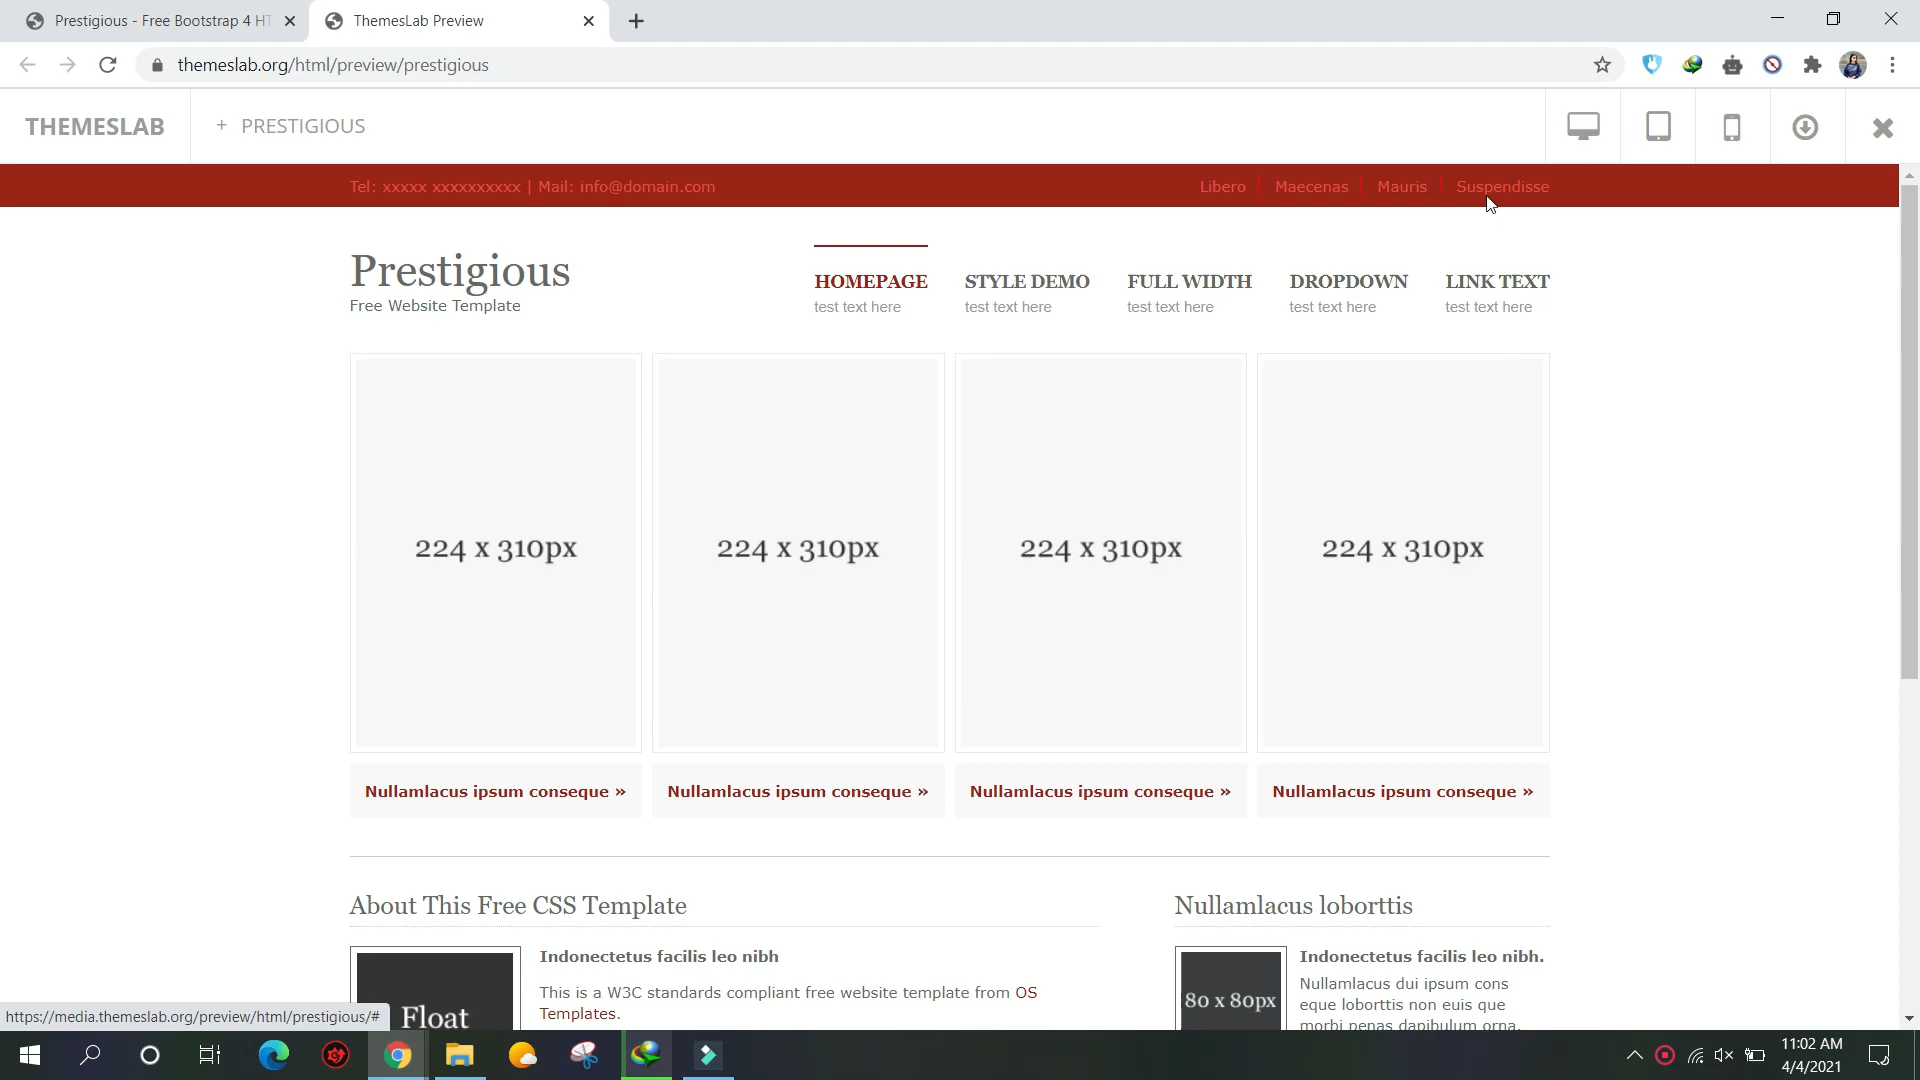 Prestigious - Free Bootstrap 4 HT
ThemesLab Preview
themeslab.org/html/preview/prestigious
THEMESLAB
+ PRESTIGIOUS
Tel: xxxxx xxxxxxxxxx | Mail: info@domain.com
Libero
Maecenas
Mauris
Suspendisse
Prestigious
Free Website Template
HOMEPAGE
test text here
STYLE DEMO
test text here
FULL WIDTH
test text here
DROPDOWN
test text here
LINK TEXT
test text here
224 x 310px
224 x 310px
224 x 310px
224 x 310px
Nullamlacus ipsum conseque »
Nullamlacus ipsum conseque »
Nullamlacus ipsum conseque »
Nullamlacus ipsum conseque »
About This Free CSS Template
Float
Indonectetus facilis leo nibh
This is a W3C standards compliant free website template from OS
Templates.
Nullamlacus loborttis
80 x 80px
Indonectetus facilis leo nibh.
Nullamlacus dui ipsum cons
eque loborttis non euis que
morbi penas dapibulum orna.
https://media.themeslab.org/preview/html/prestigious/#
11:02 AM
4/4/2021